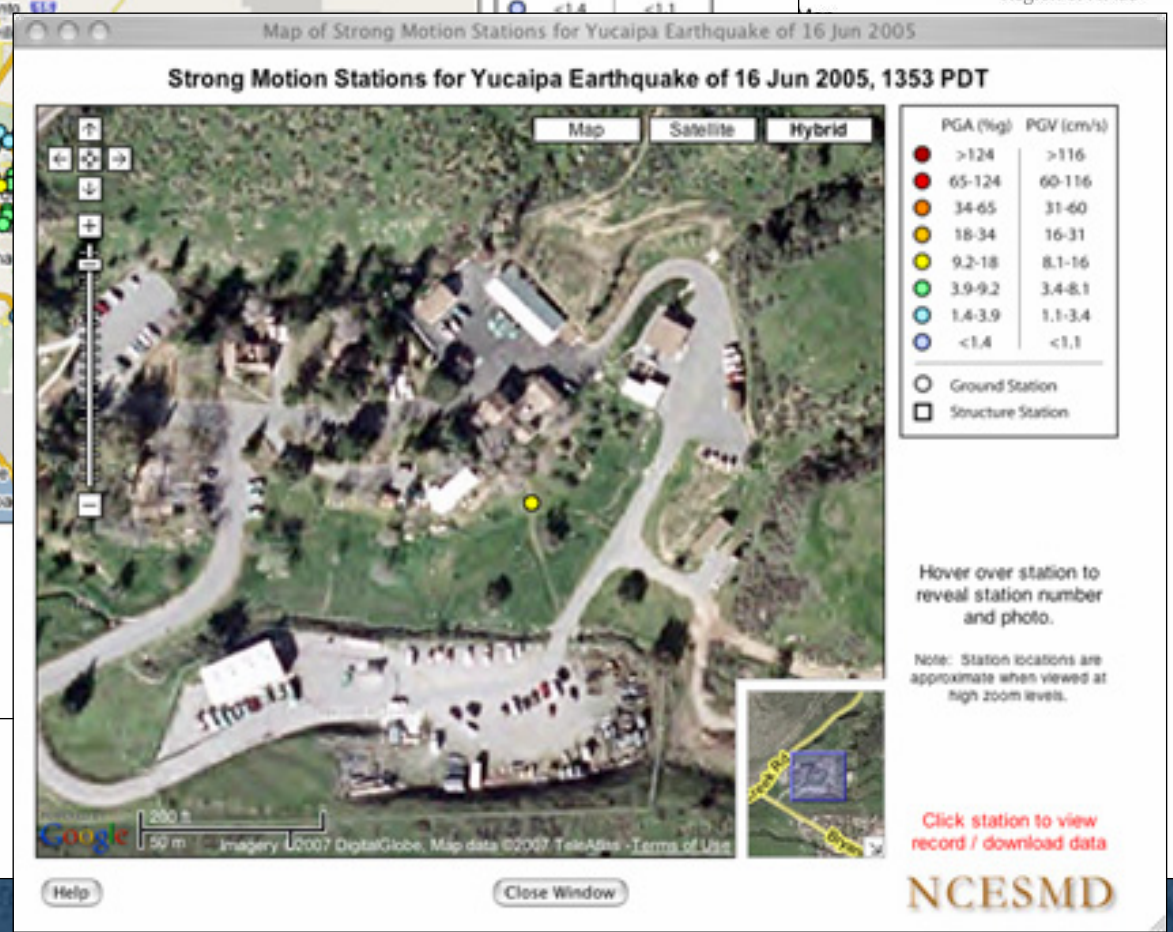 <1.4 <1.1
Map of Strong Motion Stations for Yucaipa Earthquake of 16 Jun 2005
Strong Motion Stations for Yucaipa Earthquake of 16 Jun 2005, 1353 PDT
Map Satellite Hybrid
PGA (%g) PGV (cm/s)
>124 >116
65-124 60-116
34-65 31-60
18-34 16-31
9.2-18 8.1-16
3.9-9.2 3.4-8.1
1.4-3.9 1.1-3.4
<1.4 <1.1
Ground Station
Structure Station
Hover over station to
reveal station number
and photo.
Note: Station locations are
approximate when viewed at
high zoom levels.
Rd
Bryan
200 ft
50 m
Google
Imagery ©2007 DigitalGlobe, Map data ©2007 TeleAtlas - Terms of Use
Click station to view
record / download data
NCESMD
Help
Close Window